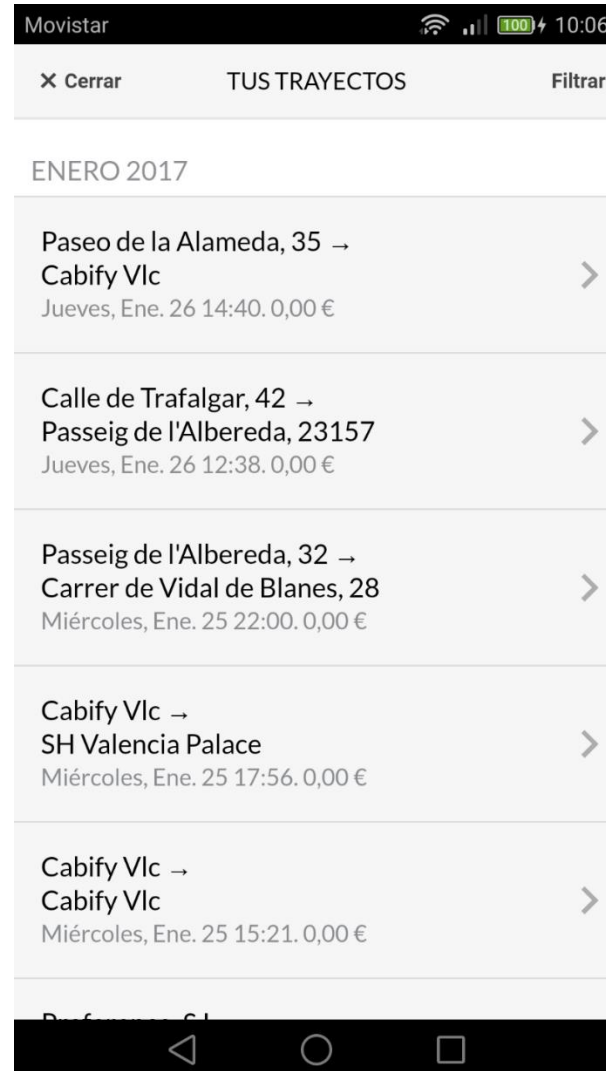 Movistar 100 10:06
× Cerrar TUS TRAYECTOS Filtrar
ENERO 2017
Paseo de la Alameda, 35 →
Cabify Vlc
Jueves, Ene. 26 14:40. 0,00 €
Calle de Trafalgar, 42 →
Passeig de l'Albereda, 23157
Jueves, Ene. 26 12:38. 0,00 €
Passeig de l'Albereda, 32 →
Carrer de Vidal de Blanes, 28
Miércoles, Ene. 25 22:00. 0,00 €
Cabify Vlc →
SH Valencia Palace
Miércoles, Ene. 25 17:56. 0,00 €
Cabify Vlc →
Cabify Vlc
Miércoles, Ene. 25 15:21. 0,00 €